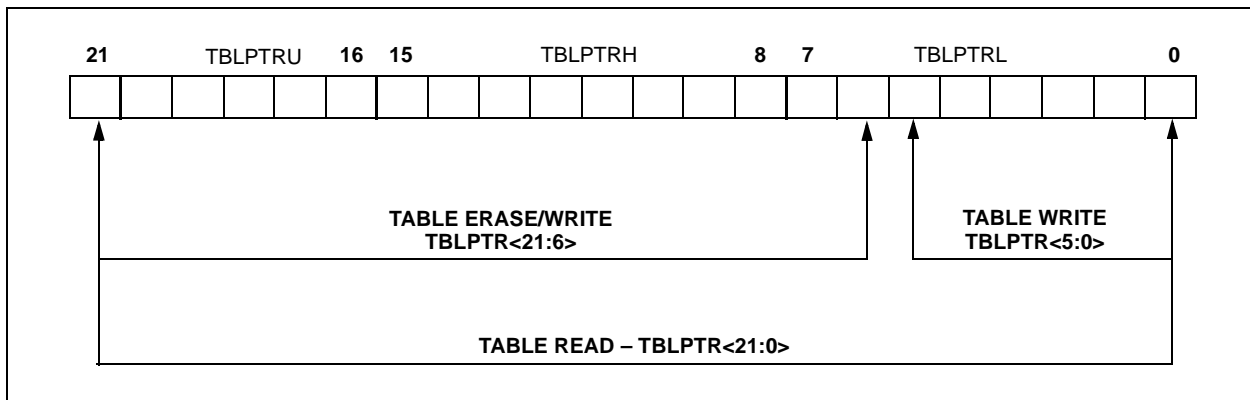 21 TBLPTRU 16 15 TBLPTRH 8 7 TBLPTRL 0
TABLE ERASE/WRITE
TBLPTR<21:6>
TABLE WRITE
TBLPTR<5:0>
TABLE READ – TBLPTR<21:0>